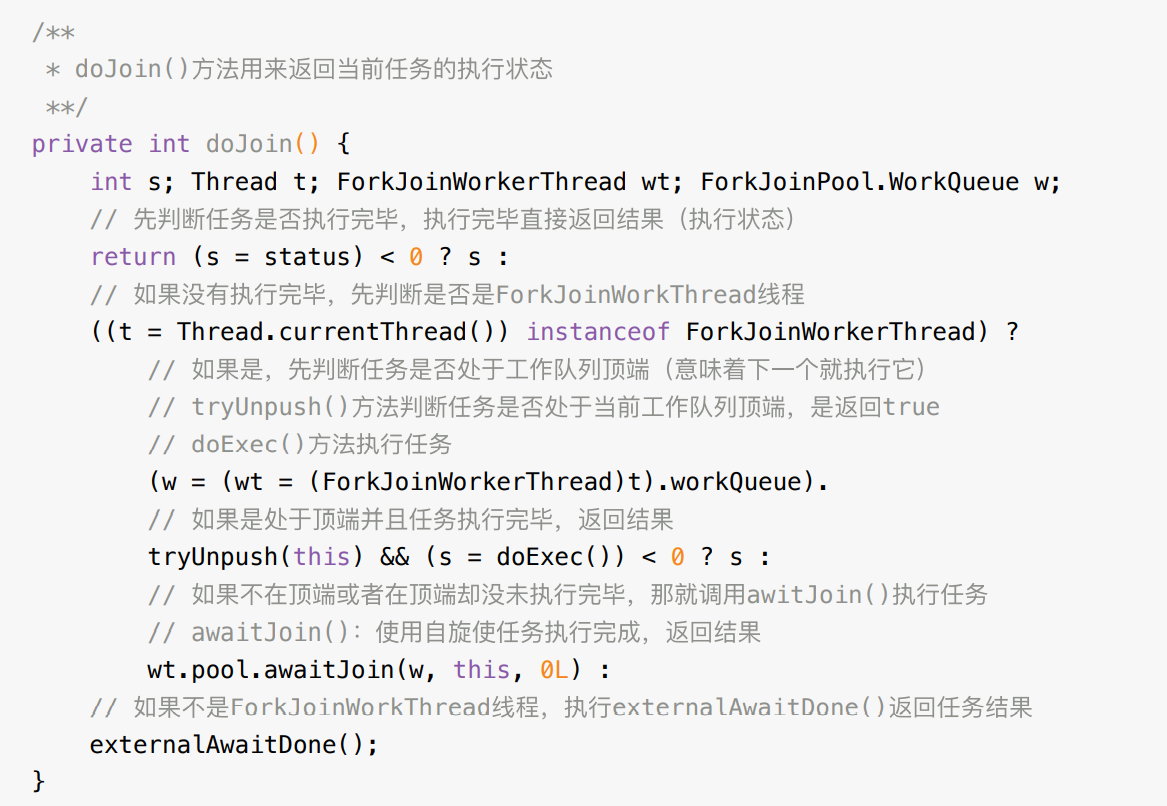 /**
 * doJoin()方法用来返回当前任务的执行状态
 **/
private int doJoin() {
    int s; Thread t; ForkJoinWorkerThread wt; ForkJoinPool.WorkQueue w;
    // 先判断任务是否执行完毕，执行完毕直接返回结果（执行状态）
    return (s = status) < 0 ? s :
    // 如果没有执行完毕，先判断是否是ForkJoinWorkThread线程
    ((t = Thread.currentThread()) instanceof ForkJoinWorkerThread) ?
        // 如果是，先判断任务是否处于工作队列顶端（意味着下一个就执行它）
        // tryUnpush()方法判断任务是否处于当前工作队列顶端，是返回true
        // doExec()方法执行任务
        (w = (wt = (ForkJoinWorkerThread)t).workQueue).
        // 如果是处于顶端并且任务执行完毕，返回结果
        tryUnpush(this) && (s = doExec()) < 0 ? s :
        // 如果不在顶端或者在顶端却没未执行完毕，那就调用awitJoin()执行任务
        // awaitJoin()：使用自旋使任务执行完成，返回结果
        wt.pool.awaitJoin(w, this, 0L) :
    // 如果不是ForkJoinWorkThread线程，执行externalAwaitDone()返回任务结果
    externalAwaitDone();
}